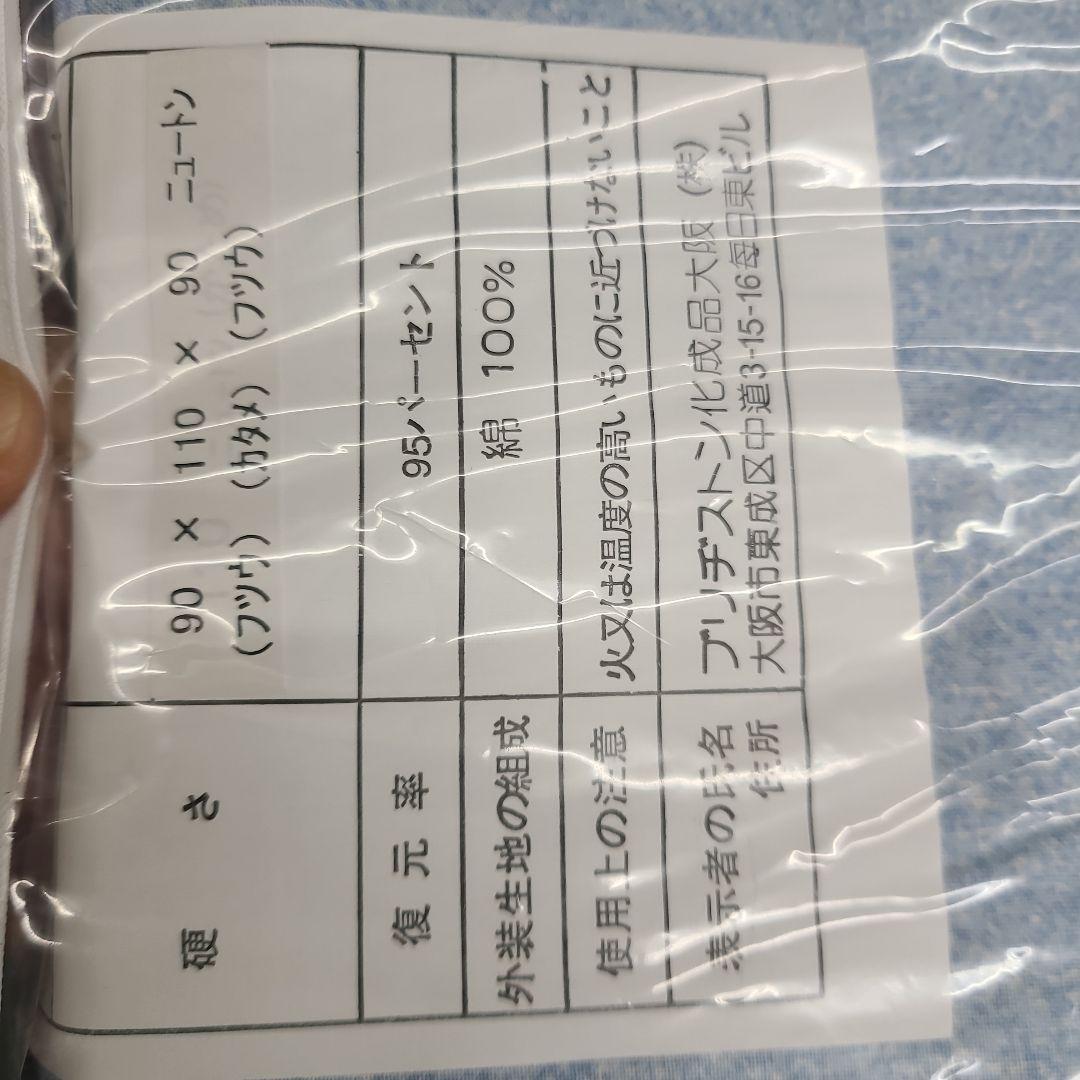 硬さ
90 × 110 × 90 ニュートン
(フツウ) (カタメ) (フツウ)
復元率
95パーセント
外装生地の組成
綿 100%
使用上の注意
火又は温度の高いものに近づけないこと
表示者の氏名
住所
ブリヂストン化成品大阪(株)
大阪市東成区中道3-15-16毎日東ビル